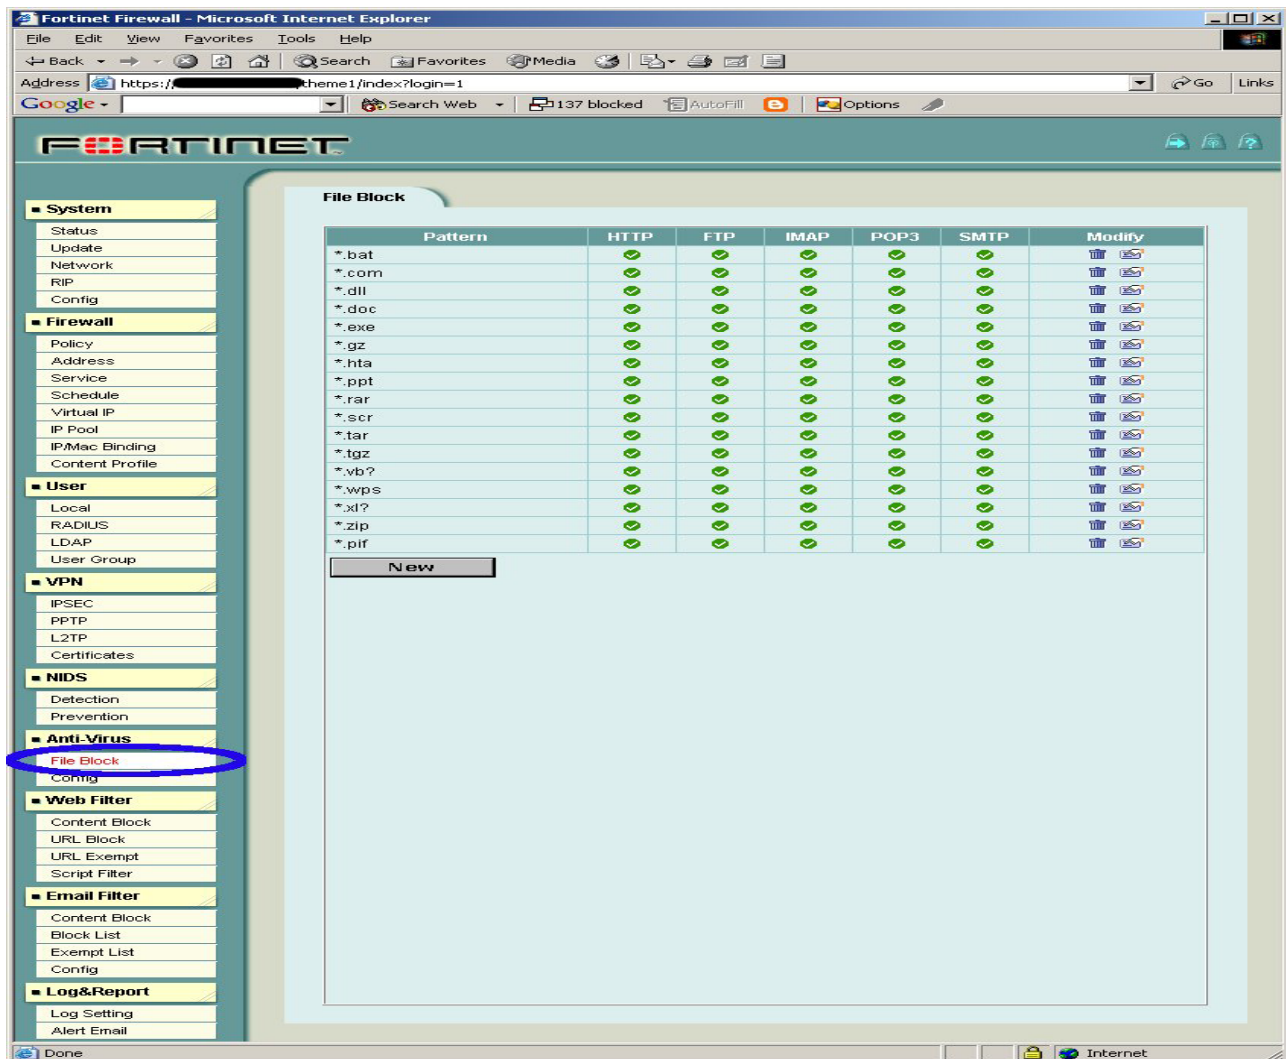 Fortinet Firewall - Microsoft Internet Explorer
File Edit View Favorites Tools Help
Back Search Favorites Media
Address https:// theme1/index?login=1 Go Links
Google Search Web 137 blocked AutoFill Options
FORTINET
File Block
System
Status
Update
Network
RIP
Config
Firewall
Policy
Address
Service
Schedule
Virtual IP
IP Pool
IP/Mac Binding
Content Profile
User
Local
RADIUS
LDAP
User Group
VPN
IPSEC
PPTP
L2TP
Certificates
NIDS
Detection
Prevention
Anti-Virus
File Block
Config
Web Filter
Content Block
URL Block
URL Exempt
Script Filter
Email Filter
Content Block
Block List
Exempt List
Config
Log&Report
Log Setting
Alert Email
Pattern HTTP FTP IMAP POP3 SMTP Modify
*.bat
*.com
*.dll
*.doc
*.exe
*.gz
*.hta
*.ppt
*.rar
*.scr
*.tar
*.tgz
*.vb?
*.wps
*.xl?
*.zip
*.pif
New
Done Internet